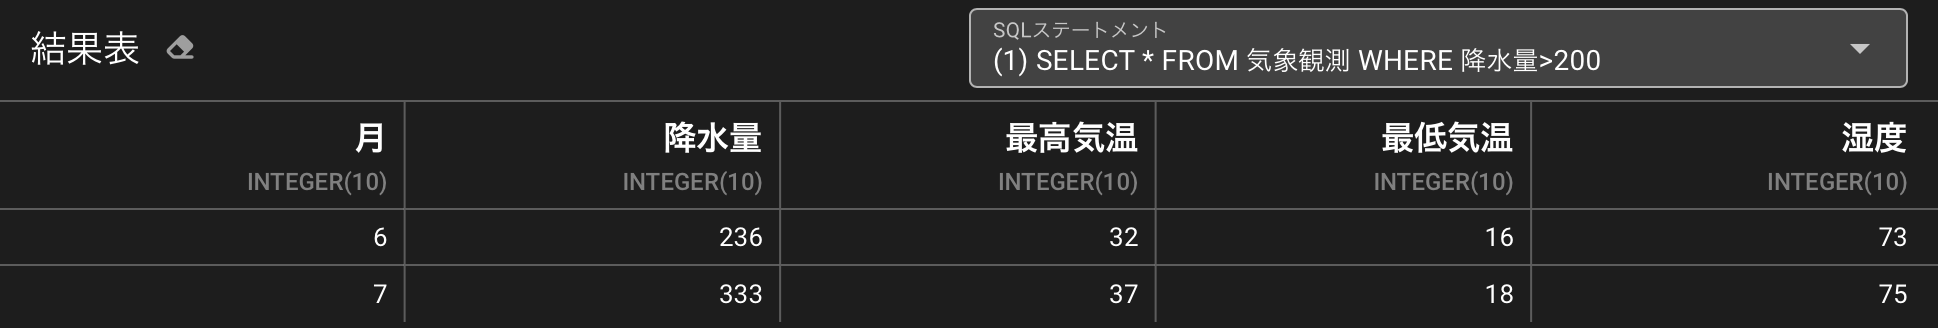 結果表
SQLステートメント
(1) SELECT * FROM 気象観測 WHERE 降水量>200
月 降水量 最高気温 最低気温 湿度
INTEGER(10) INTEGER(10) INTEGER(10) INTEGER(10) INTEGER(10)
6 236 32 16 73
7 333 37 18 75